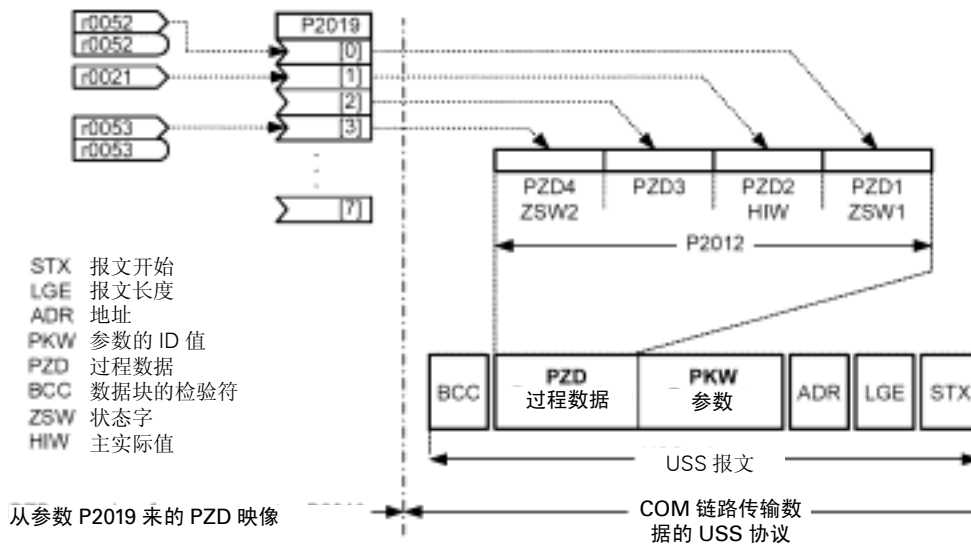 r0052
r0052
r0021
r0053
r0053
P2019
[0]
[1]
[2]
[3]
[7]
PZD4 PZD3 PZD2 PZD1
ZSW2 HIW ZSW1
P2012
STX 报文开始
LGE 报文长度
ADR 地址
PKW 参数的 ID 值
PZD 过程数据
BCC 数据块的检验符
ZSW 状态字
HIW 主实际值
BCC
PZD
过程数据
PKW
参数
ADR
LGE
STX
USS 报文
从参数 P2019 来的 PZD 映像
COM 链路传输数
据的 USS 协议